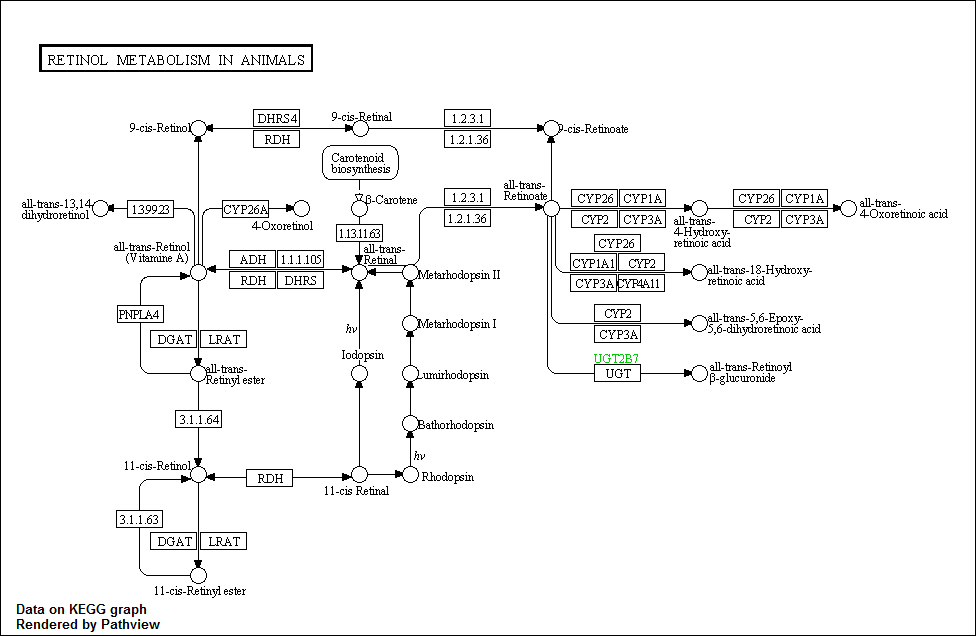 RETINOL METABOLISM IN ANIMALS
9-cis-Retinol
DHRS4
RDH
9-cis-Retinal
1.2.3.1
1.2.1.36
9-cis-Retinoate
Carotenoid
biosynthesis
all-trans-13,14
dihydroretinol
1.3.99.23
CYP26A
4-Oxoretinol
β-Carotene
1.13.11.63
1.2.3.1
1.2.1.36
all-trans-
Retinoate
CYP26
CYP1A
CYP2
CYP3A
all-trans-
4-Hydroxy-
retinoic acid
CYP26
CYP1A
CYP2
CYP3A
all-trans-
4-Oxoretinoic acid
all-trans-Retinol
(Vitamine A)
ADH
1.1.1.105
RDH
DHRS
all-trans-
Retinal
Metarhodopsin II
CYP26
CYP1A1
CYP2
CYP3A
CYP4A11
all-trans-18-Hydroxy-
retinoic acid
PNPLA4
DGAT
LRAT
hν
Iodopsin
Metarhodopsin I
CYP2
CYP3A
all-trans-5,6-Epoxy-
5,6-dihydroretinoic acid
all-trans-
Retinyl ester
Lumirhodopsin
UGT2B7
UGT
all-trans-Retinoyl
β-glucuronide
3.1.1.64
Bathorhodopsin
hν
11-cis-Retinol
RDH
11-cis Retinal
Rhodopsin
3.1.1.63
DGAT
LRAT
11-cis-Retinyl ester
Data on KEGG graph
Rendered by Pathview